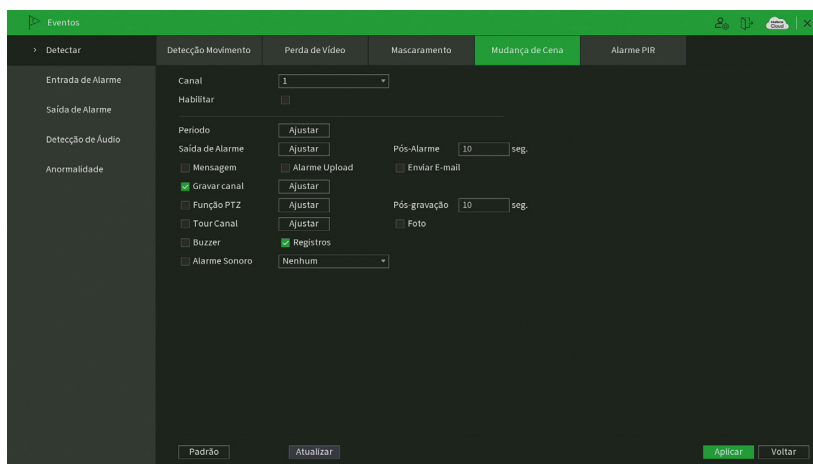 Eventos
Cloud
Detectar
Detecção Movimento Perda de Vídeo Mascaramento Mudança de Cena Alarme PIR
Entrada de Alarme
Saída de Alarme
Detecção de Áudio
Anormalidade
Canal 1
Habilitar
Periodo Ajustar
Saída de Alarme Ajustar Pós-Alarme 10 seg.
Mensagem Alarme Upload Enviar E-mail
Gravar canal Ajustar
Função PTZ Ajustar Pós-gravação 10 seg.
Tour Canal Ajustar Foto
Buzzer Registros
Alarme Sonoro Nenhum
Padrão Atualizar Aplicar Voltar